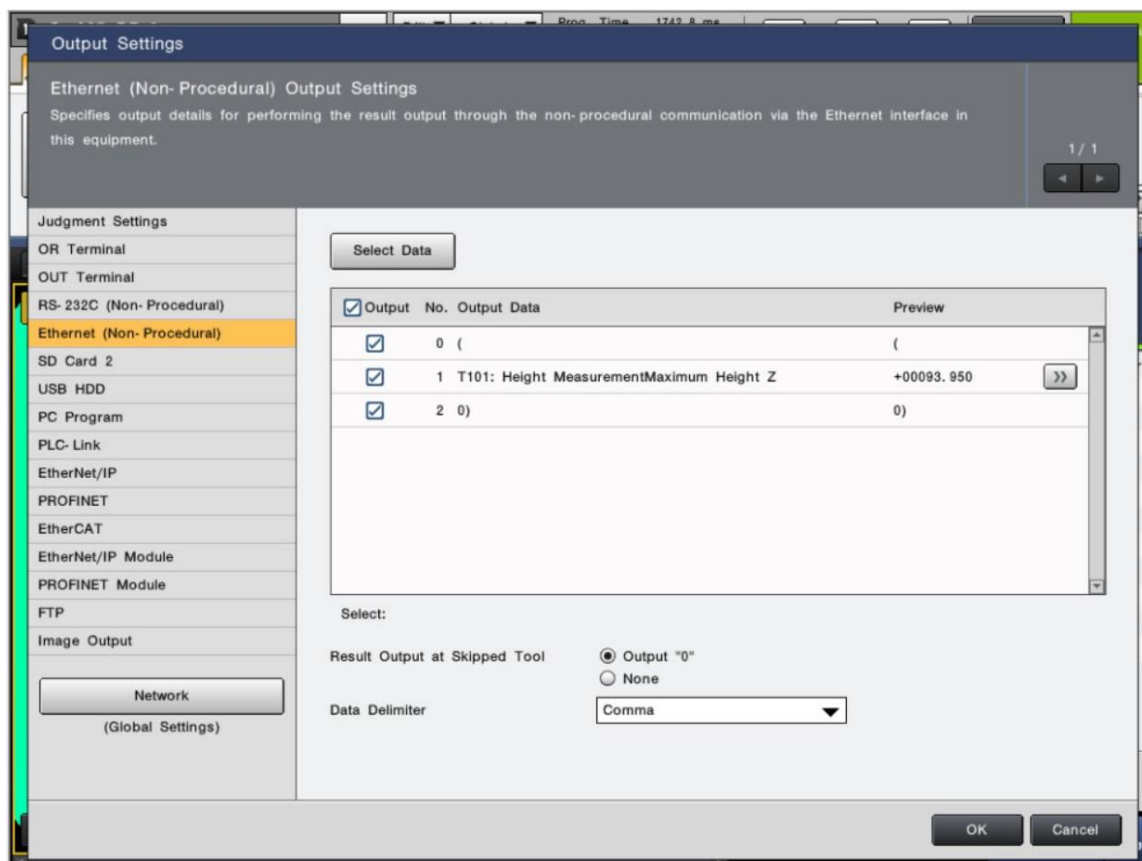 Prog. Time 1742.8 ms
Output Settings
Ethernet (Non-Procedural) Output Settings
Specifies output details for performing the result output through the non-procedural communication via the Ethernet interface in
this equipment.
1/ 1
Judgment Settings
OR Terminal
OUT Terminal
RS-232C (Non-Procedural)
Ethernet (Non-Procedural)
SD Card 2
USB HDD
PC Program
PLC-Link
EtherNet/IP
PROFINET
EtherCAT
EtherNet/IP Module
PROFINET Module
FTP
Image Output
Network
(Global Settings)
Select Data
Output No. Output Data Preview
0 ( (
1 T101: Height MeasurementMaximum Height Z +00093.950
2 0) 0)
Select:
Result Output at Skipped Tool
Output "0"
None
Data Delimiter Comma
OK Cancel